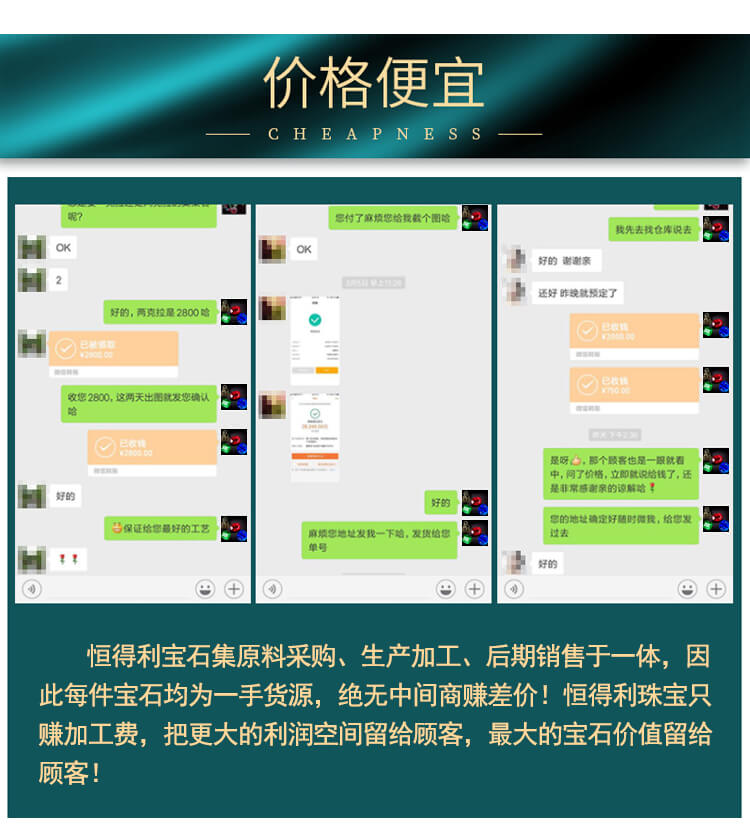 价格便宜
CHEAPNESS
呢?
OK
2
好的，两克拉是2800哈
已被领取
¥2800.00
微信转账
收您2800，这两天出图就发您确认
哈
已收钱
¥2800.00
微信转账
好的
保证给您最好的工艺
您付了麻烦您给我截个图哈
OK
好的
麻烦您地址发我一下哈，发货给您
单号
我先去找仓库说去
好的 谢谢亲
还好 昨晚就预定了
已收钱
¥2800.00
微信转账
已收钱
¥750.00
微信转账
昨天 下午2:30
是呀👍，那个顾客也是一眼就看
中，问了价格，立即就说给钱了，还
是非常感谢亲的谅解哈🌹
您的地址确定好随时微我，给您发
过去
好的
恒得利宝石集原料采购、生产加工、后期销售于一体，因
此每件宝石均为一手货源，绝无中间商赚差价！恒得利珠宝只
赚加工费，把更大的利润空间留给顾客，最大的宝石价值留给
顾客！